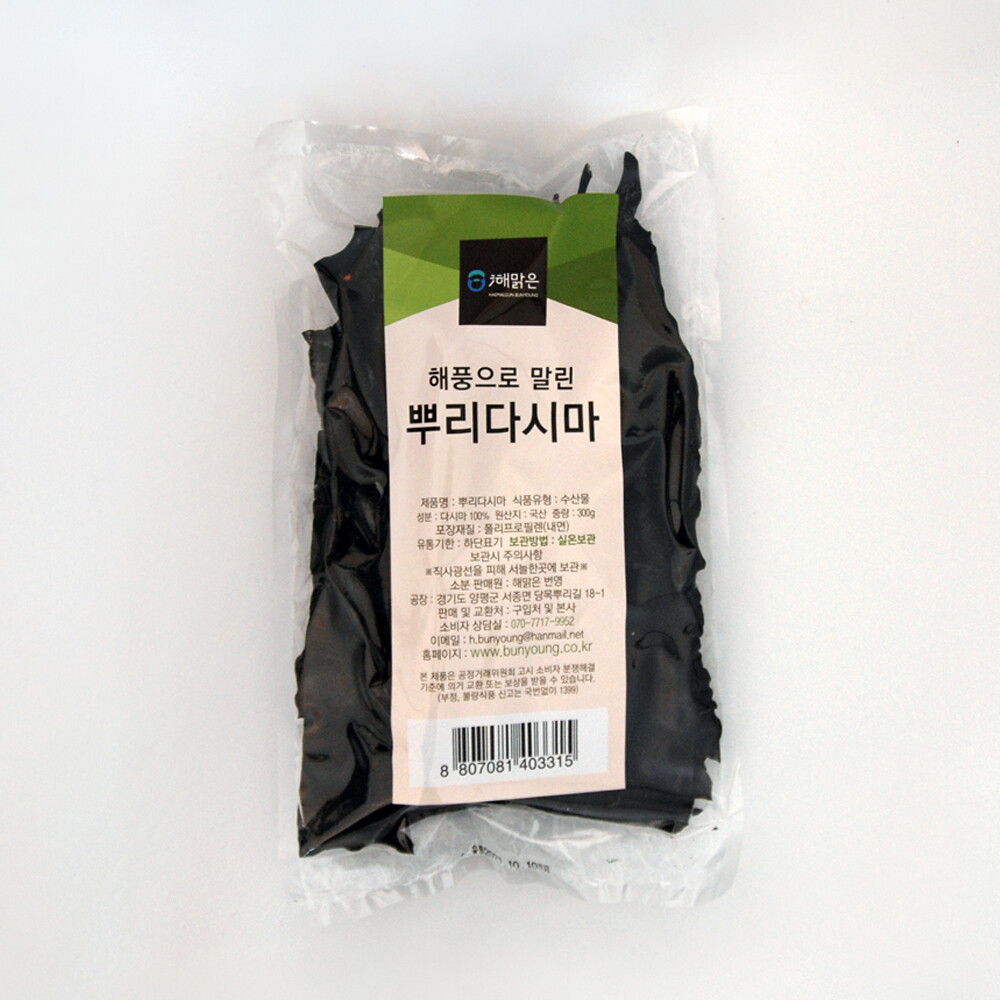 해맑은
HAEMALGUN BUNYOUNG
해풍으로 말린
뿌리다시마
제품명 : 뿌리다시마 식품유형 : 수산물
성분 : 다시마 100% 원산지 : 국산 중량 : 300g
포장재질 : 폴리프로필렌(내면)
유통기한 : 하단표기 보관방법 : 실온보관
보관시 주의사항
※직사광선을 피해 서늘한곳에 보관※
소분 판매원 : 해맑은 번영
공장 : 경기도 양평군 서종면 당목뿌리길 18-1
판매 및 교환처 : 구입처 및 본사
소비자 상담실 : 070-7717-9952
이메일 : h.bunyoung@hanmail.net
홈페이지 : www.bunyoung.co.kr
본 제품은 공정거래위원회 고시 소비자 분쟁해결
기준에 의거 교환 또는 보상을 받을 수 있습니다.
(부정, 불량식품 신고는 국번없이 1399)
8 807081 403315
10. 10